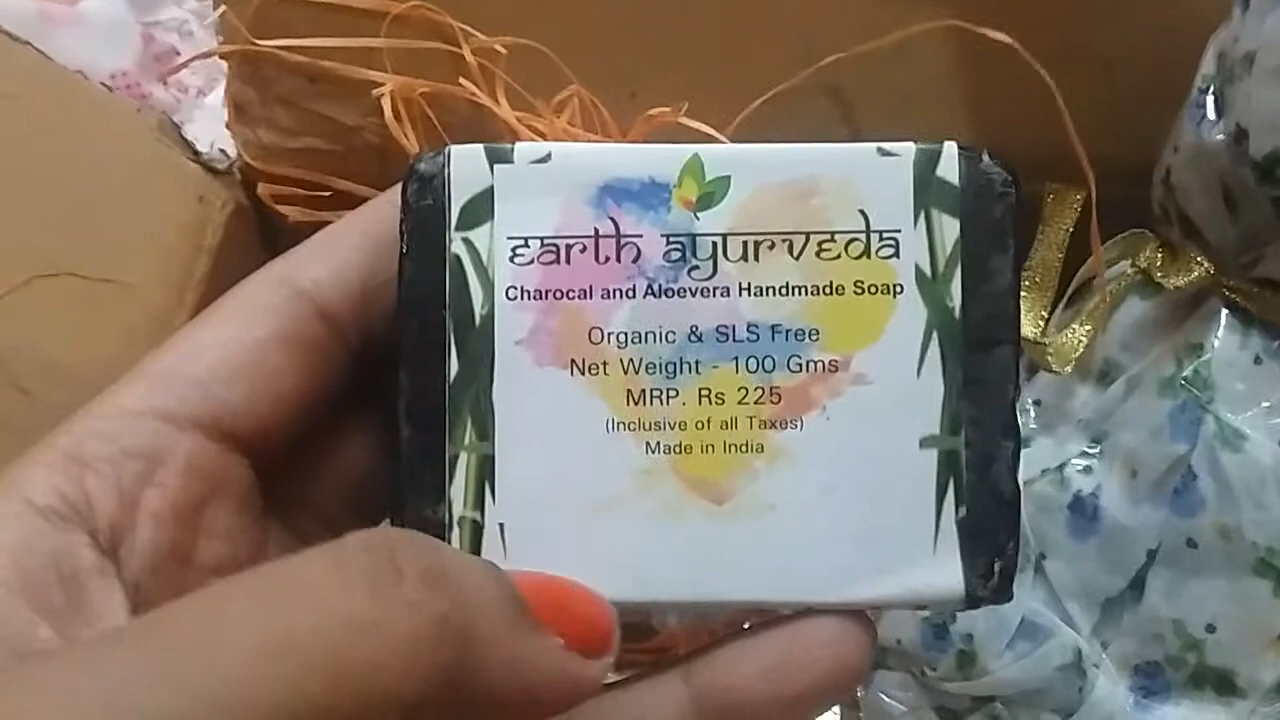 earth ayurveda
Charocal and Aloevera Handmade Soap
Organic & SLS Free
Net Weight - 100 Gms
MRP. Rs 225
(Inclusive of all Taxes)
Made in India